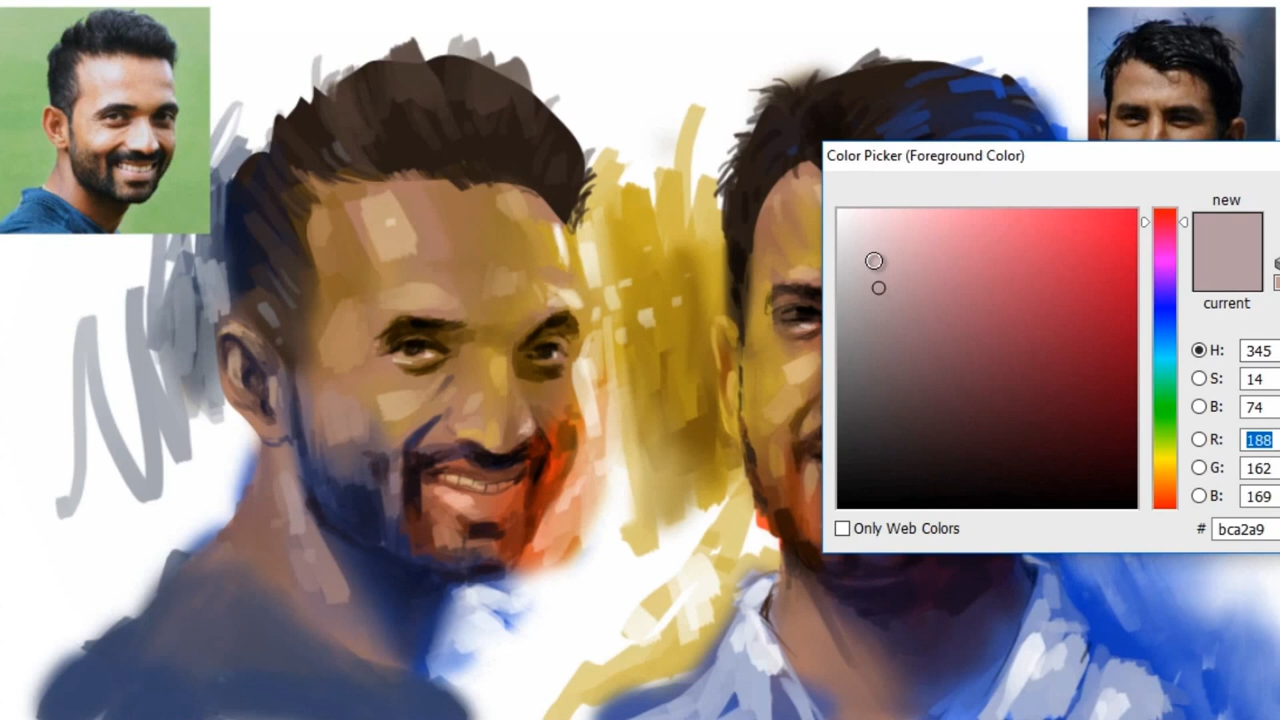 Color Picker (Foreground Color)
new
current
H: 345
S: 14
B: 74
R: 188
G: 162
B: 169
Only Web Colors
# bca2a9